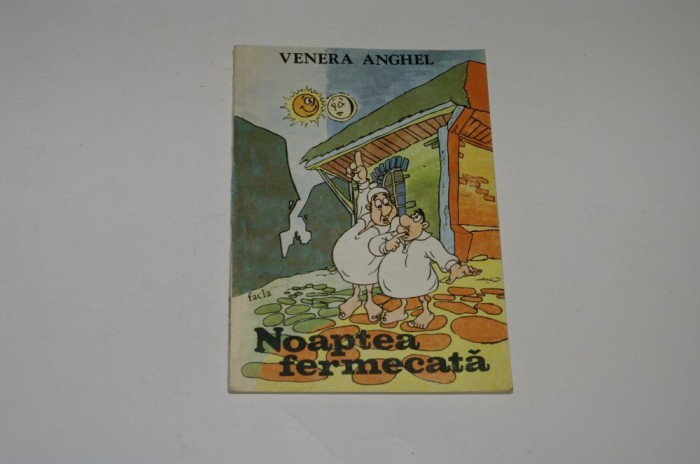 VENERA ANGHEL
facla
Noaptea
fermecată